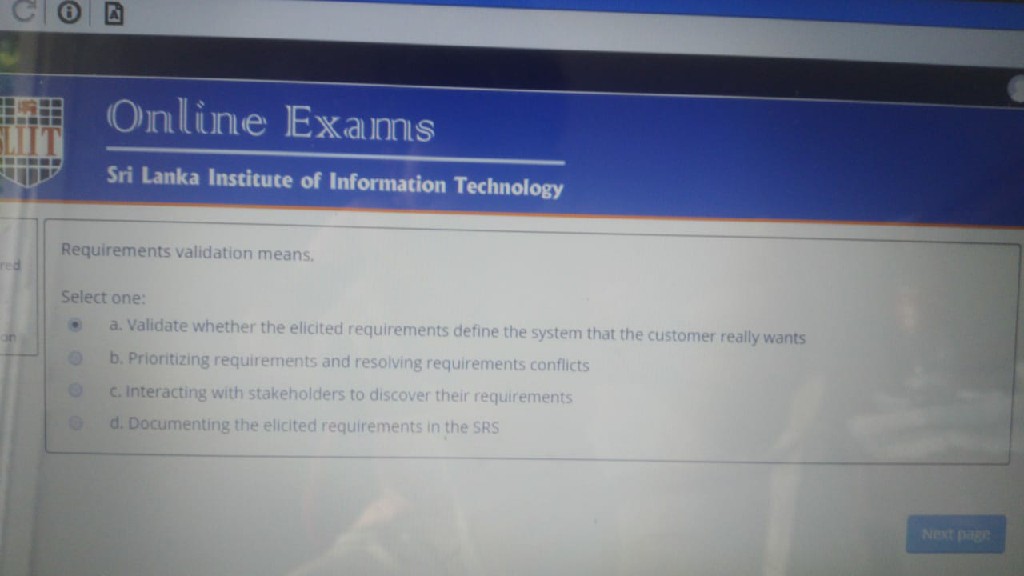 SLIIT
Online Exams
Sri Lanka Institute of Information Technology
Requirements validation means.
Select one:
a. Validate whether the elicited requirements define the system that the customer really wants
b. Prioritizing requirements and resolving requirements conflicts
c. Interacting with stakeholders to discover their requirements
d. Documenting the elicited requirements in the SRS
red
on
Next page